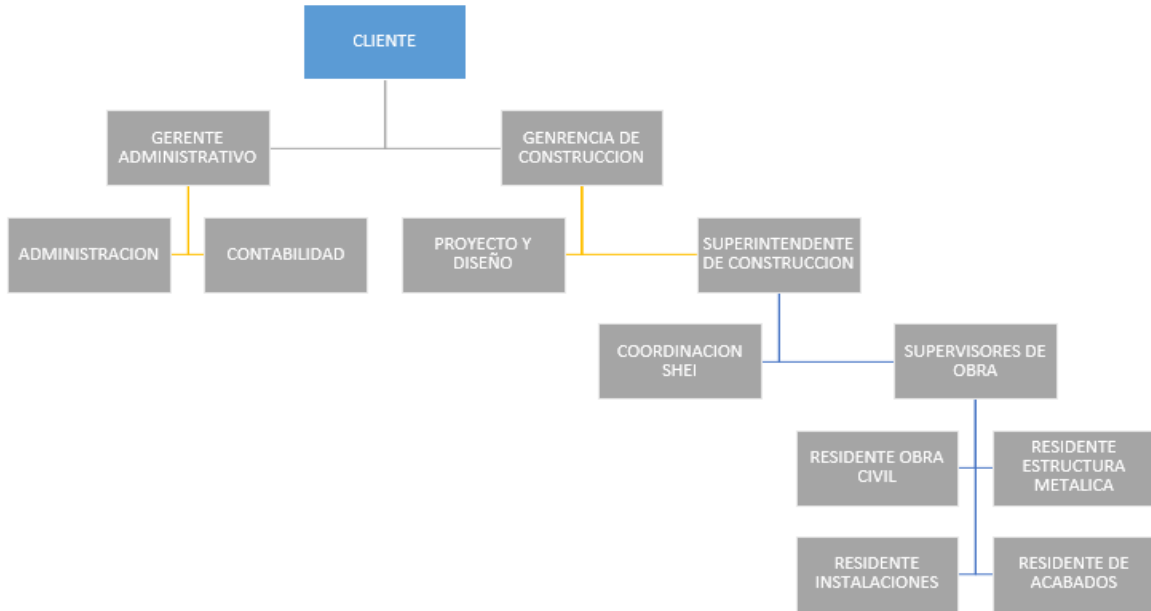 CLIENTE
GERENTE
ADMINISTRATIVO
GENRENCIA DE
CONSTRUCCION
ADMINISTRACION
CONTABILIDAD
PROYECTO Y
DISEÑO
SUPERINTENDENTE
DE CONSTRUCCION
COORDINACION
SHEI
SUPERVISORES DE
OBRA
RESIDENTE OBRA
CIVIL
RESIDENTE
ESTRUCTURA
METALICA
RESIDENTE
INSTALACIONES
RESIDENTE DE
ACABADOS